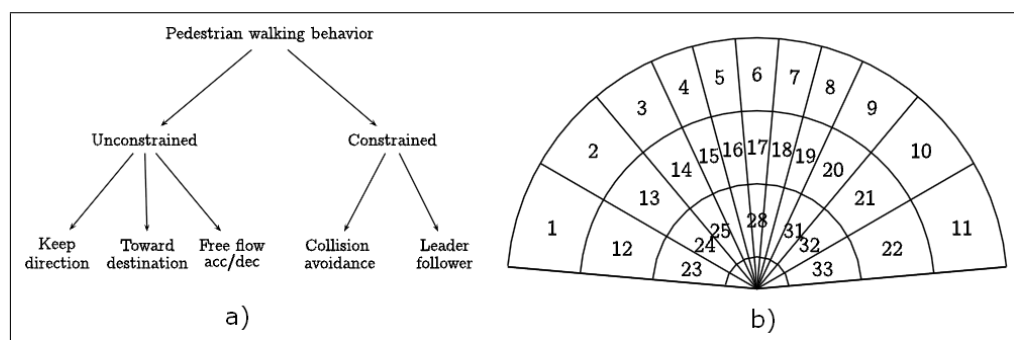 Pedestrian walking behavior
Unconstrained
Constrained
Keep
direction
Toward
destination
Free flow
acc/dec
Collision
avoidance
Leader
follower
a)
1
2
3
4
5
6
7
8
9
10
11
12
13
14
15
16
17
18
19
20
21
22
23
24
25
28
31
32
33
b)